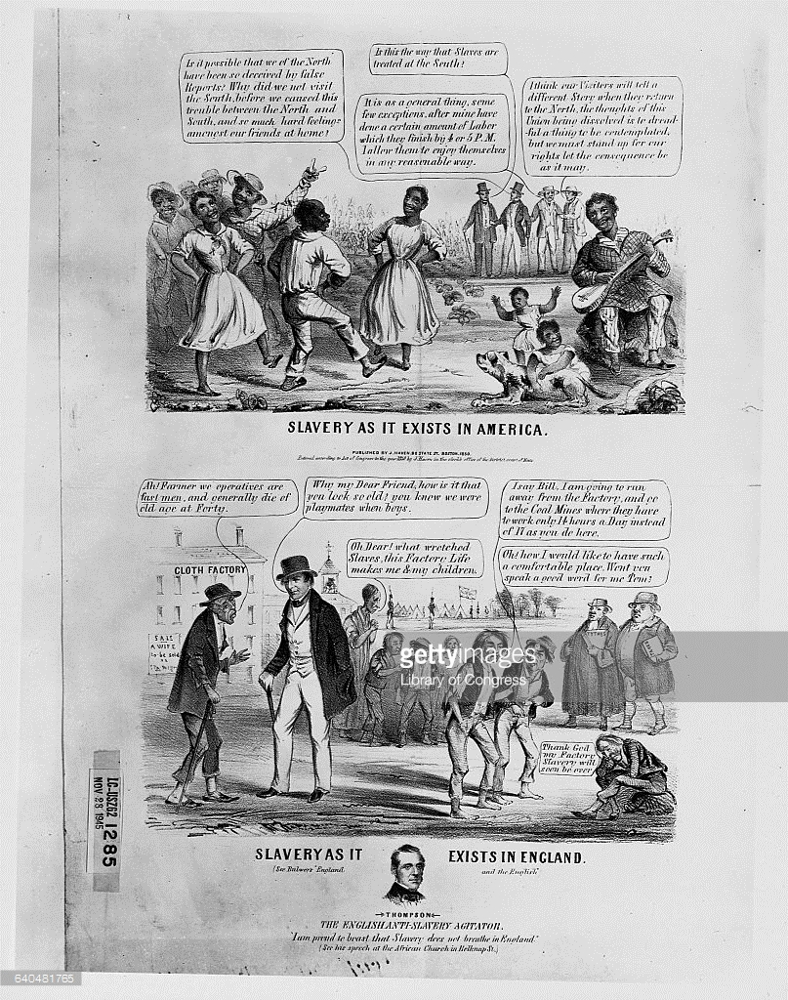 Is it possible that we of the North
have been so deceived by false
Reports? Why did we not visit
the South, before we caused this
trouble between the North and
South, and so much hard feelings
amongst our friends at home?
Is this the way that Slaves are
treated at the South?
It is as a general thing, some
few exceptions, after mine have
done a certain amount of Labor
which they finish by 4 or 5 P.M.
I allow them to enjoy themselves
in any reasonable way.
I think our Visiters will tell a
different Story when they return
to the North, the thoughts of this
Union being dissolved is to dread-
ful a thing to be contemplated,
but we must stand up for our
rights let the consequence be
as it may.
SLAVERY AS IT EXISTS IN AMERICA.
PUBLISHED BY J. HAVEN, 86 STATE ST. BOSTON, 1850.
Entered according to Act of Congress in the year 1850 by J. Haven in the clerk's office of the District court of Mass
Ah! Farmer we operatives are
fast men, and generally die of
old age at Forty.
Why my Dear Friend, how is it that
you look so old? you know we were
playmates when boys.
Oh Dear! what wretched
Slaves, this Factory Life
makes me & my children.
I say Bill, I am going to run
away from the Factory, and go
to the Coal Mines where they have
to work only 14 hours a Day instead
of 17 as you do here.
Oh! how I would like to have such
a comfortable place. Wont you
speak a good word for me Tom?
CLOTH FACTORY
SALE
A WIFE
to be sold
TYTHES
Thank God
my Factory
Slavery will
soon be over
SLAVERY AS IT EXISTS IN ENGLAND.
(See Bulwers' England and the English'
THOMPSON
THE ENGLISH ANTI-SLAVERY AGITATOR.
"I am proud to boast that Slavery does not breathe in England."
(See his speech at the African Church in Belknap St.)
LC-USZ62
NOV 28 1945
1285
gettyimages
Library of Congress
640481765